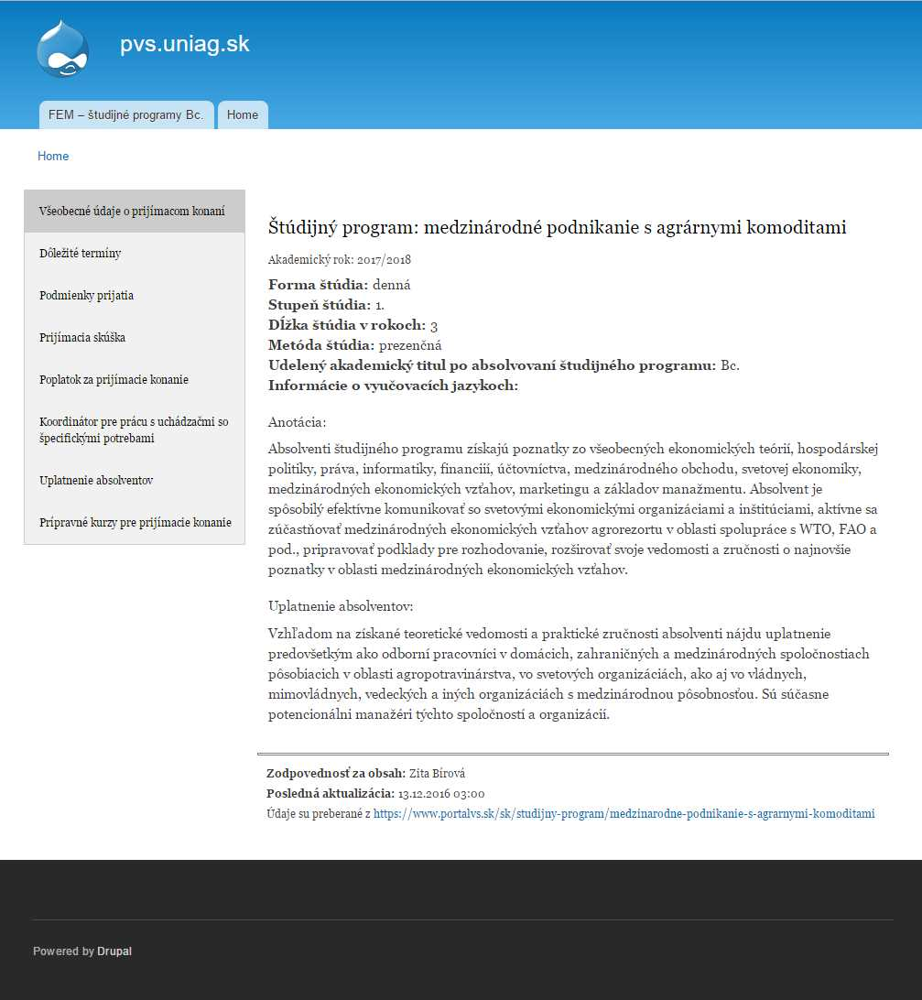 pvs.uniag.sk
FEM – študijné programy Bc.
Home
Home
Všeobecné údaje o prijímacom konaní
Dôležité termíny
Podmienky prijatia
Prijímacia skúška
Poplatok za prijímacie konanie
Koordinátor pre prácu s uchádzačmi so
špecifickými potrebami
Uplatnenie absolventov
Prípravné kurzy pre prijímacie konanie
Štúdijný program: medzinárodné podnikanie s agrárnymi komoditami
Akademický rok: 2017/2018
Forma štúdia: denná
Stupeň štúdia: 1.
Dĺžka štúdia v rokoch: 3
Metóda štúdia: prezenčná
Udelený akademický titul po absolvovaní študijného programu: Bc.
Informácie o vyučovacích jazykoch:
Anotácia:
Absolventi študijného programu získajú poznatky zo všeobecných ekonomických teórií, hospodárskej
politiky, práva, informatiky, financiií, účtovníctva, medzinárodného obchodu, svetovej ekonomiky,
medzinárodných ekonomických vzťahov, marketingu a základov manažmentu. Absolvent je
spôsobilý efektívne komunikovať so svetovými ekonomickými organizáciami a inštitúciami, aktívne sa
zúčastňovať medzinárodných ekonomických vzťahov agrorezortu v oblasti spolupráce s WTO, FAO a
pod., pripravovať podklady pre rozhodovanie, rozširovať svoje vedomosti a zručnosti o najnovšie
poznatky v oblasti medzinárodných ekonomických vzťahov.
Uplatnenie absolventov:
Vzhľadom na získané teoretické vedomosti a praktické zručnosti absolventi nájdu uplatnenie
predovšetkým ako odborní pracovníci v domácich, zahraničných a medzinárodných spoločnostiach
pôsobiacich v oblasti agropotravinárstva, vo svetových organizáciách, ako aj vo vládnych,
mimovládnych, vedeckých a iných organizáciách s medzinárodnou pôsobnosťou. Sú súčasne
potencionálni manažéri týchto spoločností a organizácií.
Zodpovednosť za obsah: Zita Bírová
Posledná aktualizácia: 13.12.2016 03:00
Údaje su preberané z https://www.portalvs.sk/sk/studijny-program/medzinarodne-podnikanie-s-agrarnymi-komoditami
Powered by Drupal